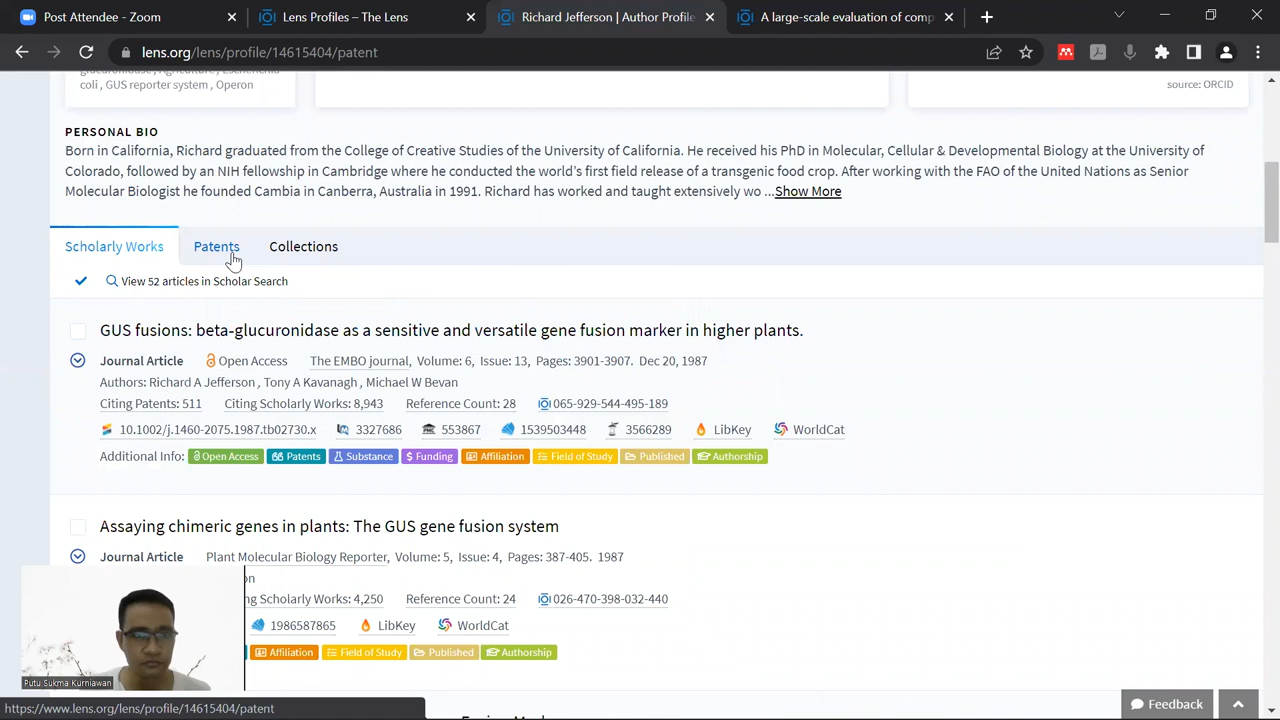 Post Attendee - Zoom
Lens Profiles – The Lens
Richard Jefferson | Author Profile
A large-scale evaluation of comp
lens.org/lens/profile/14615404/patent
glucuronidase , Agriculture , Escherichia
coli , GUS reporter system , Operon
source: ORCID
PERSONAL BIO
Born in California, Richard graduated from the College of Creative Studies of the University of California. He received his PhD in Molecular, Cellular & Developmental Biology at the University of
Colorado, followed by an NIH fellowship in Cambridge where he conducted the world’s first field release of a transgenic food crop. After working with the FAO of the United Nations as Senior
Molecular Biologist he founded Cambia in Canberra, Australia in 1991. Richard has worked and taught extensively wo ...Show More
Scholarly Works Patents Collections
View 52 articles in Scholar Search
GUS fusions: beta-glucuronidase as a sensitive and versatile gene fusion marker in higher plants.
Journal Article Open Access The EMBO journal, Volume: 6, Issue: 13, Pages: 3901-3907. Dec 20, 1987
Authors: Richard A Jefferson , Tony A Kavanagh , Michael W Bevan
Citing Patents: 511 Citing Scholarly Works: 8,943 Reference Count: 28 065-929-544-495-189
10.1002/j.1460-2075.1987.tb02730.x 3327686 553867 1539503448 3566289 LibKey WorldCat
Additional Info: Open Access Patents Substance Funding Affiliation Field of Study Published Authorship
Assaying chimeric genes in plants: The GUS gene fusion system
Journal Article Plant Molecular Biology Reporter, Volume: 5, Issue: 4, Pages: 387-405. 1987
on
ng Scholarly Works: 4,250 Reference Count: 24 026-470-398-032-440
1986587865 LibKey WorldCat
Affiliation Field of Study Published Authorship
Putu Sukma Kurniawan
https://www.lens.org/lens/profile/14615404/patent
Feedback